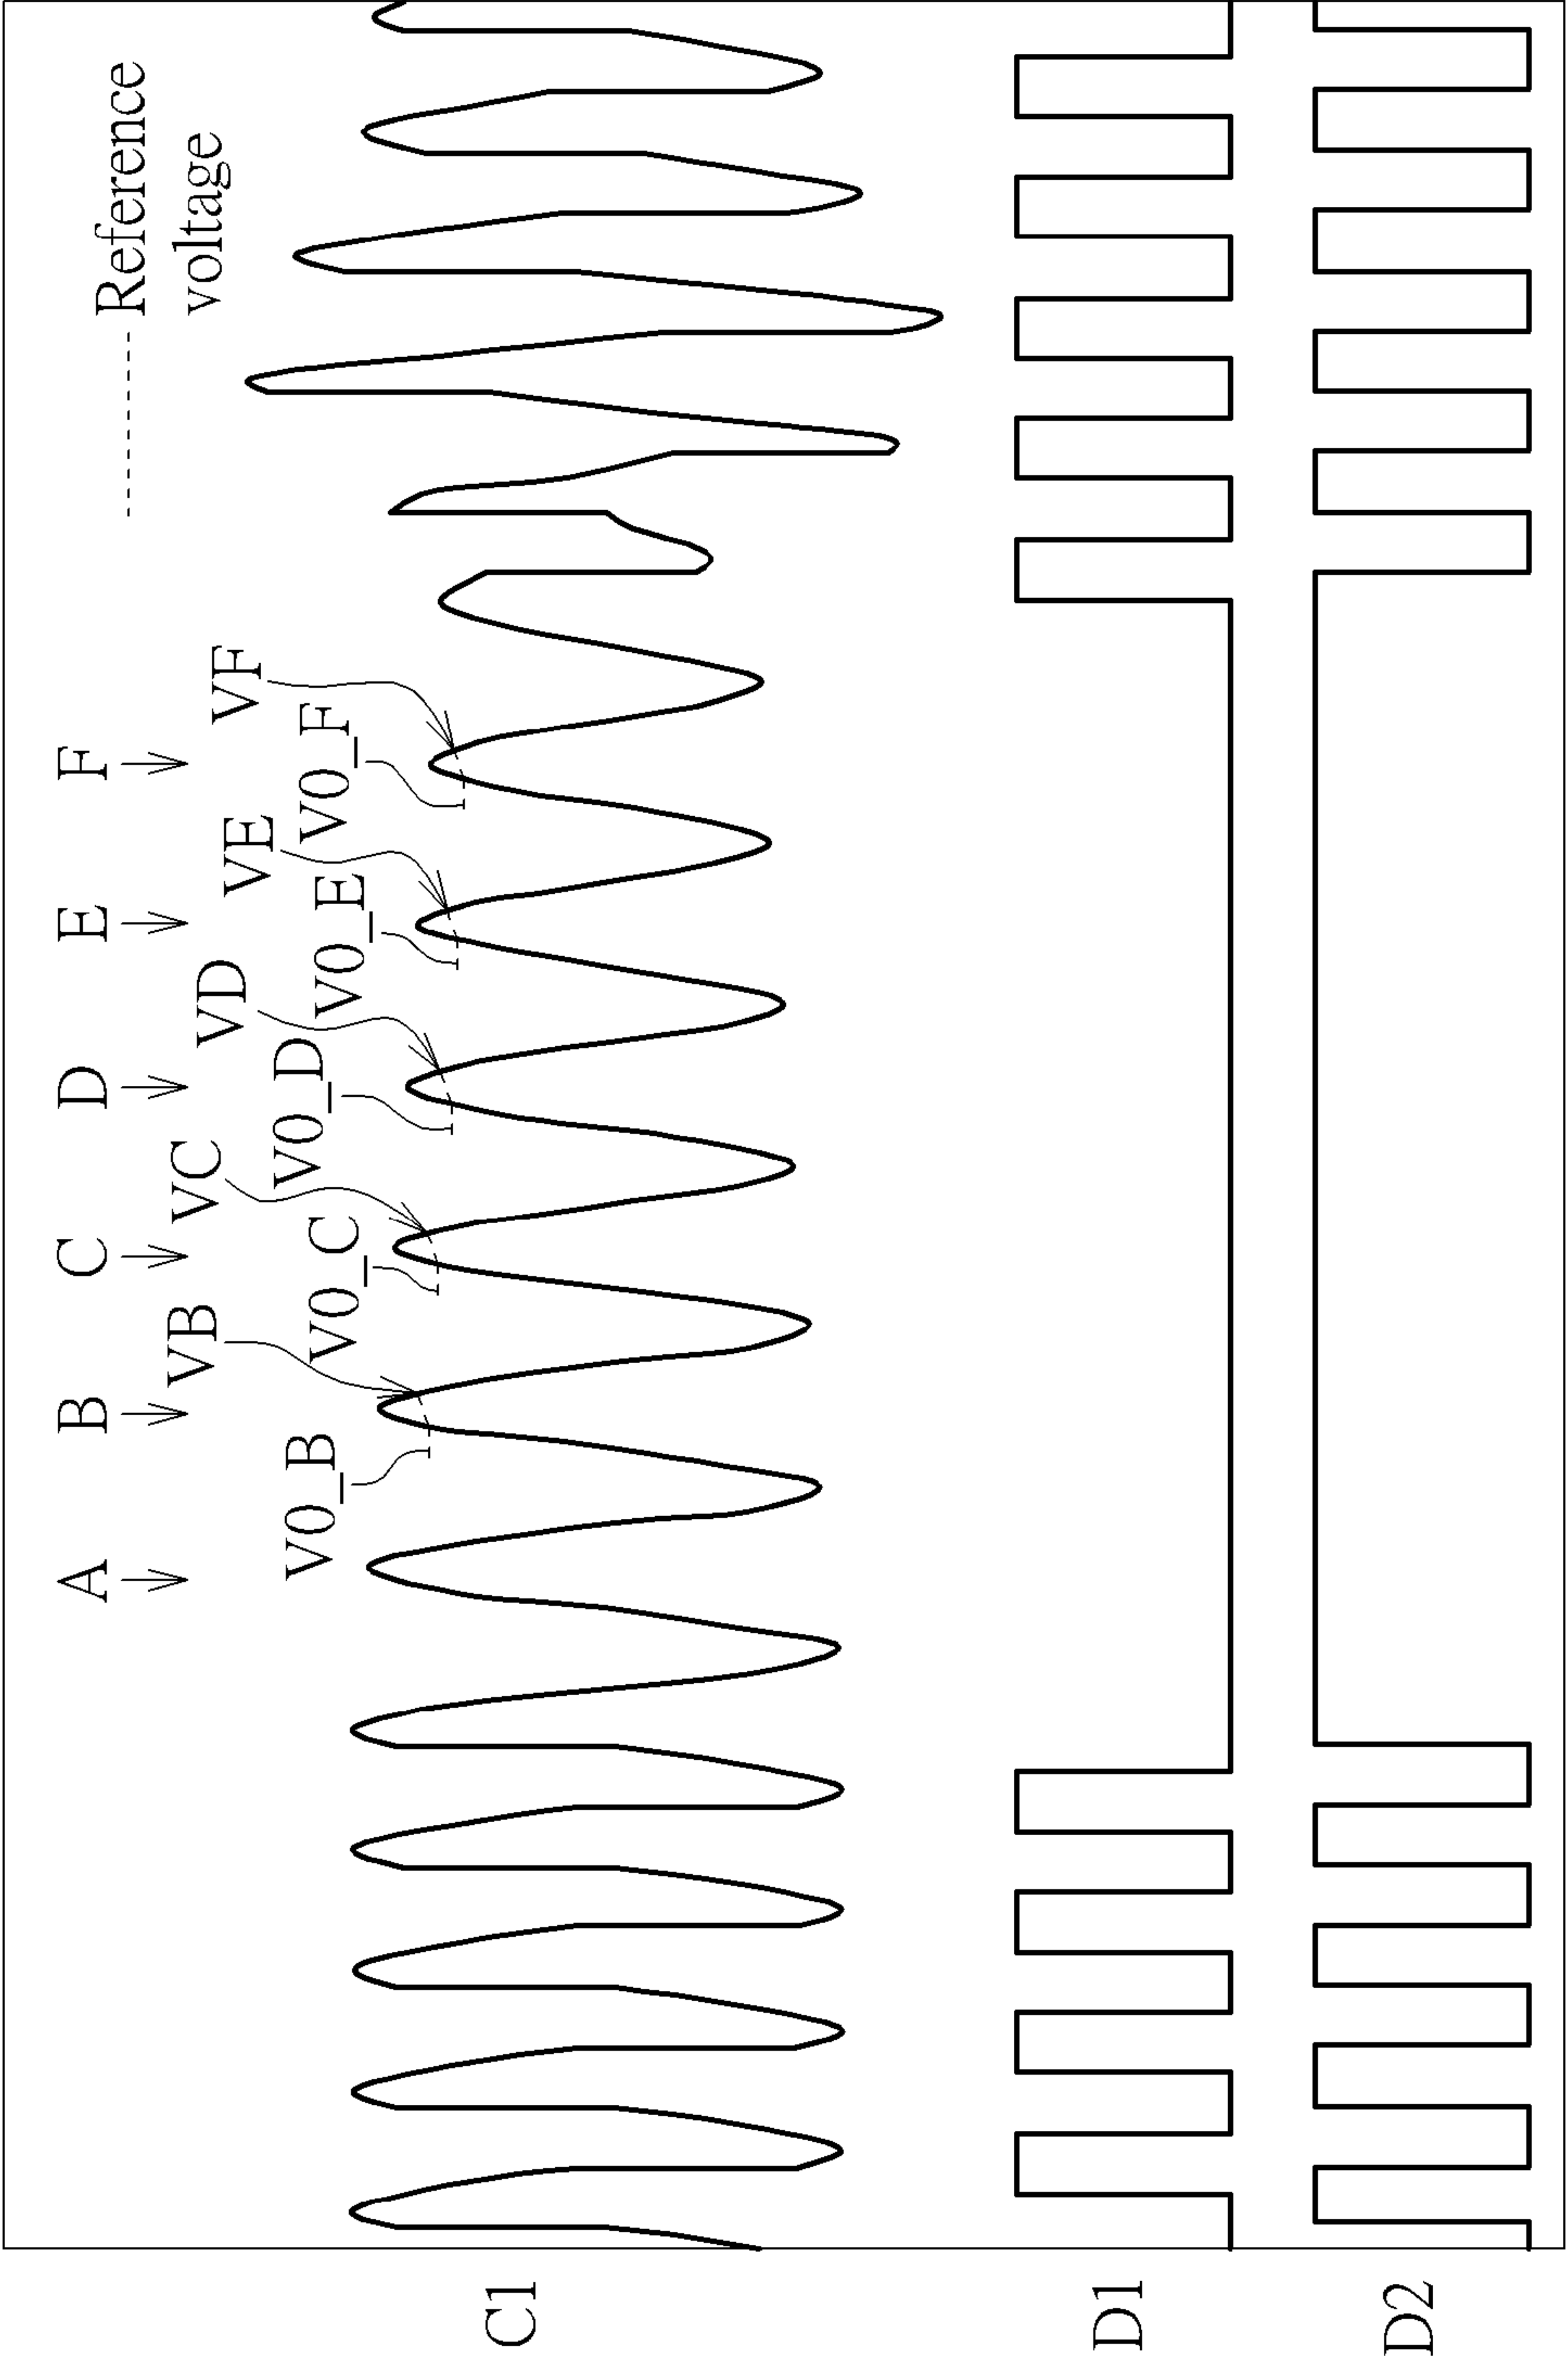 A
B
C
D
E
F
Reference
voltage
VB
VC
VD
VE
VF
V0_B
V0_C
V0_D
V0_E
V0_F
C1
D1
D2